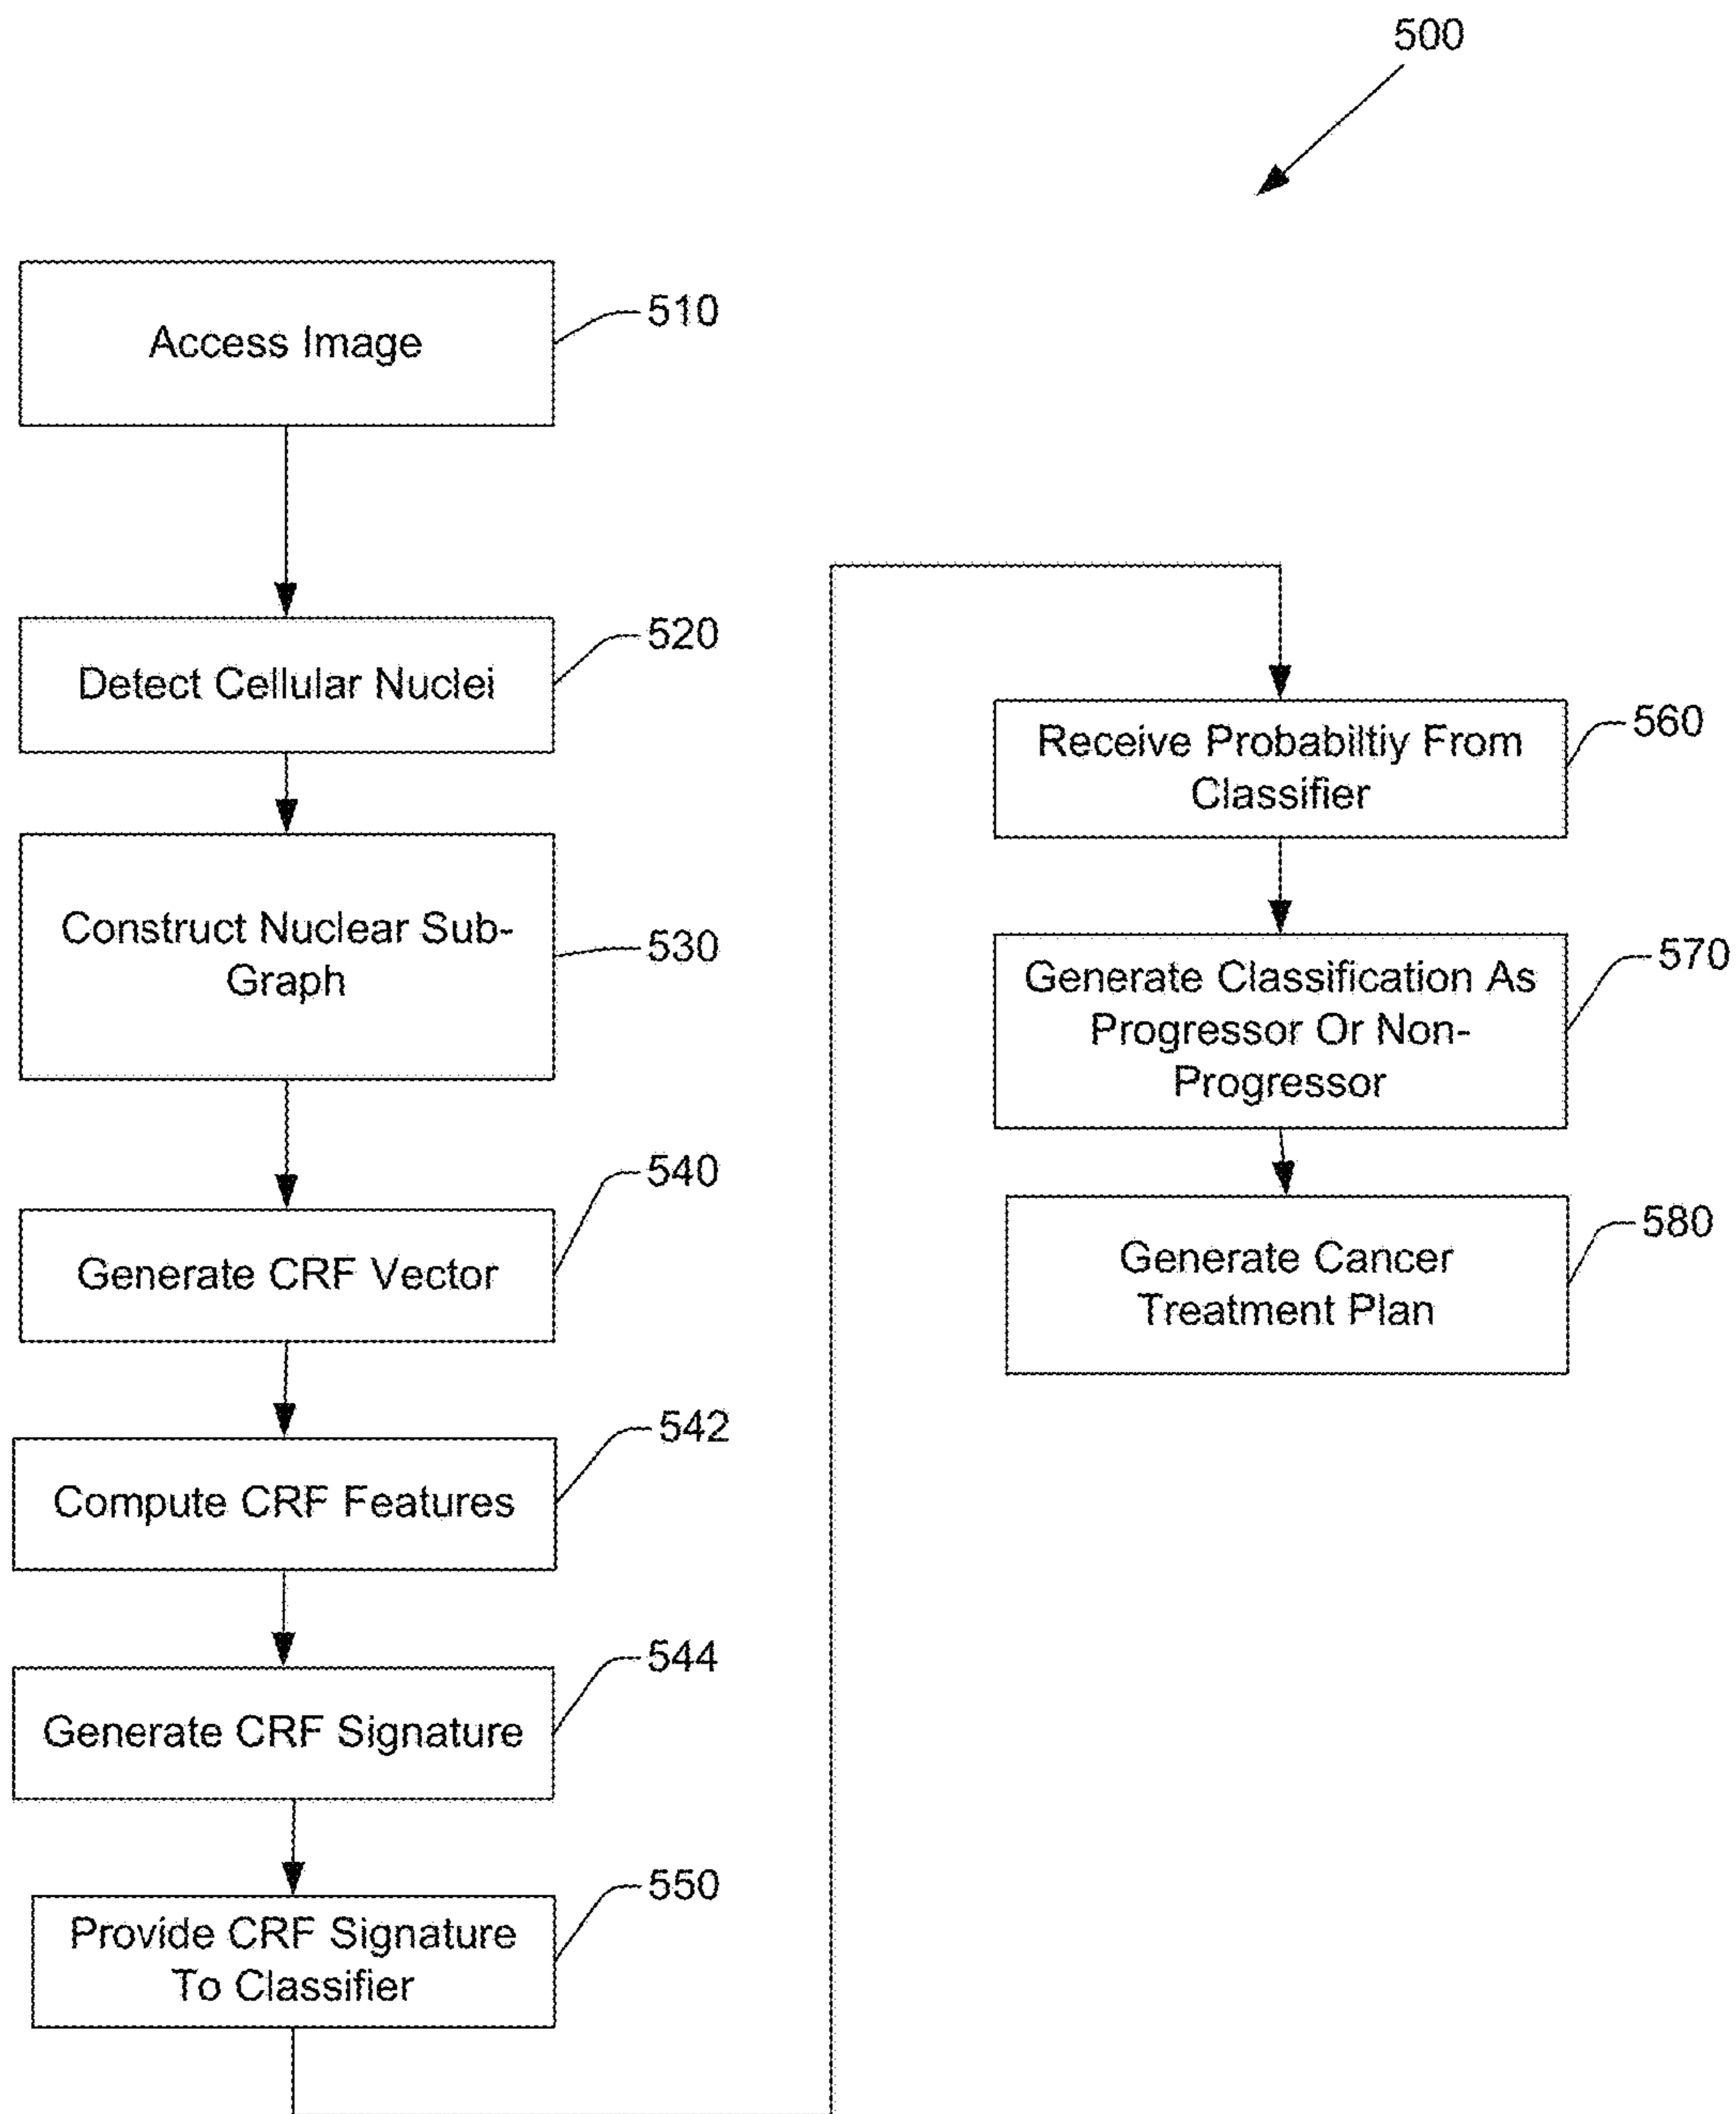 500
Access Image
510
Detect Cellular Nuclei
520
Construct Nuclear Sub-
Graph
530
Generate CRF Vector
540
Compute CRF Features
542
Generate CRF Signature
544
Provide CRF Signature
To Classifier
550
Receive Probabiltiy From
Classifier
560
Generate Classification As
Progressor Or Non-
Progressor
570
Generate Cancer
Treatment Plan
580